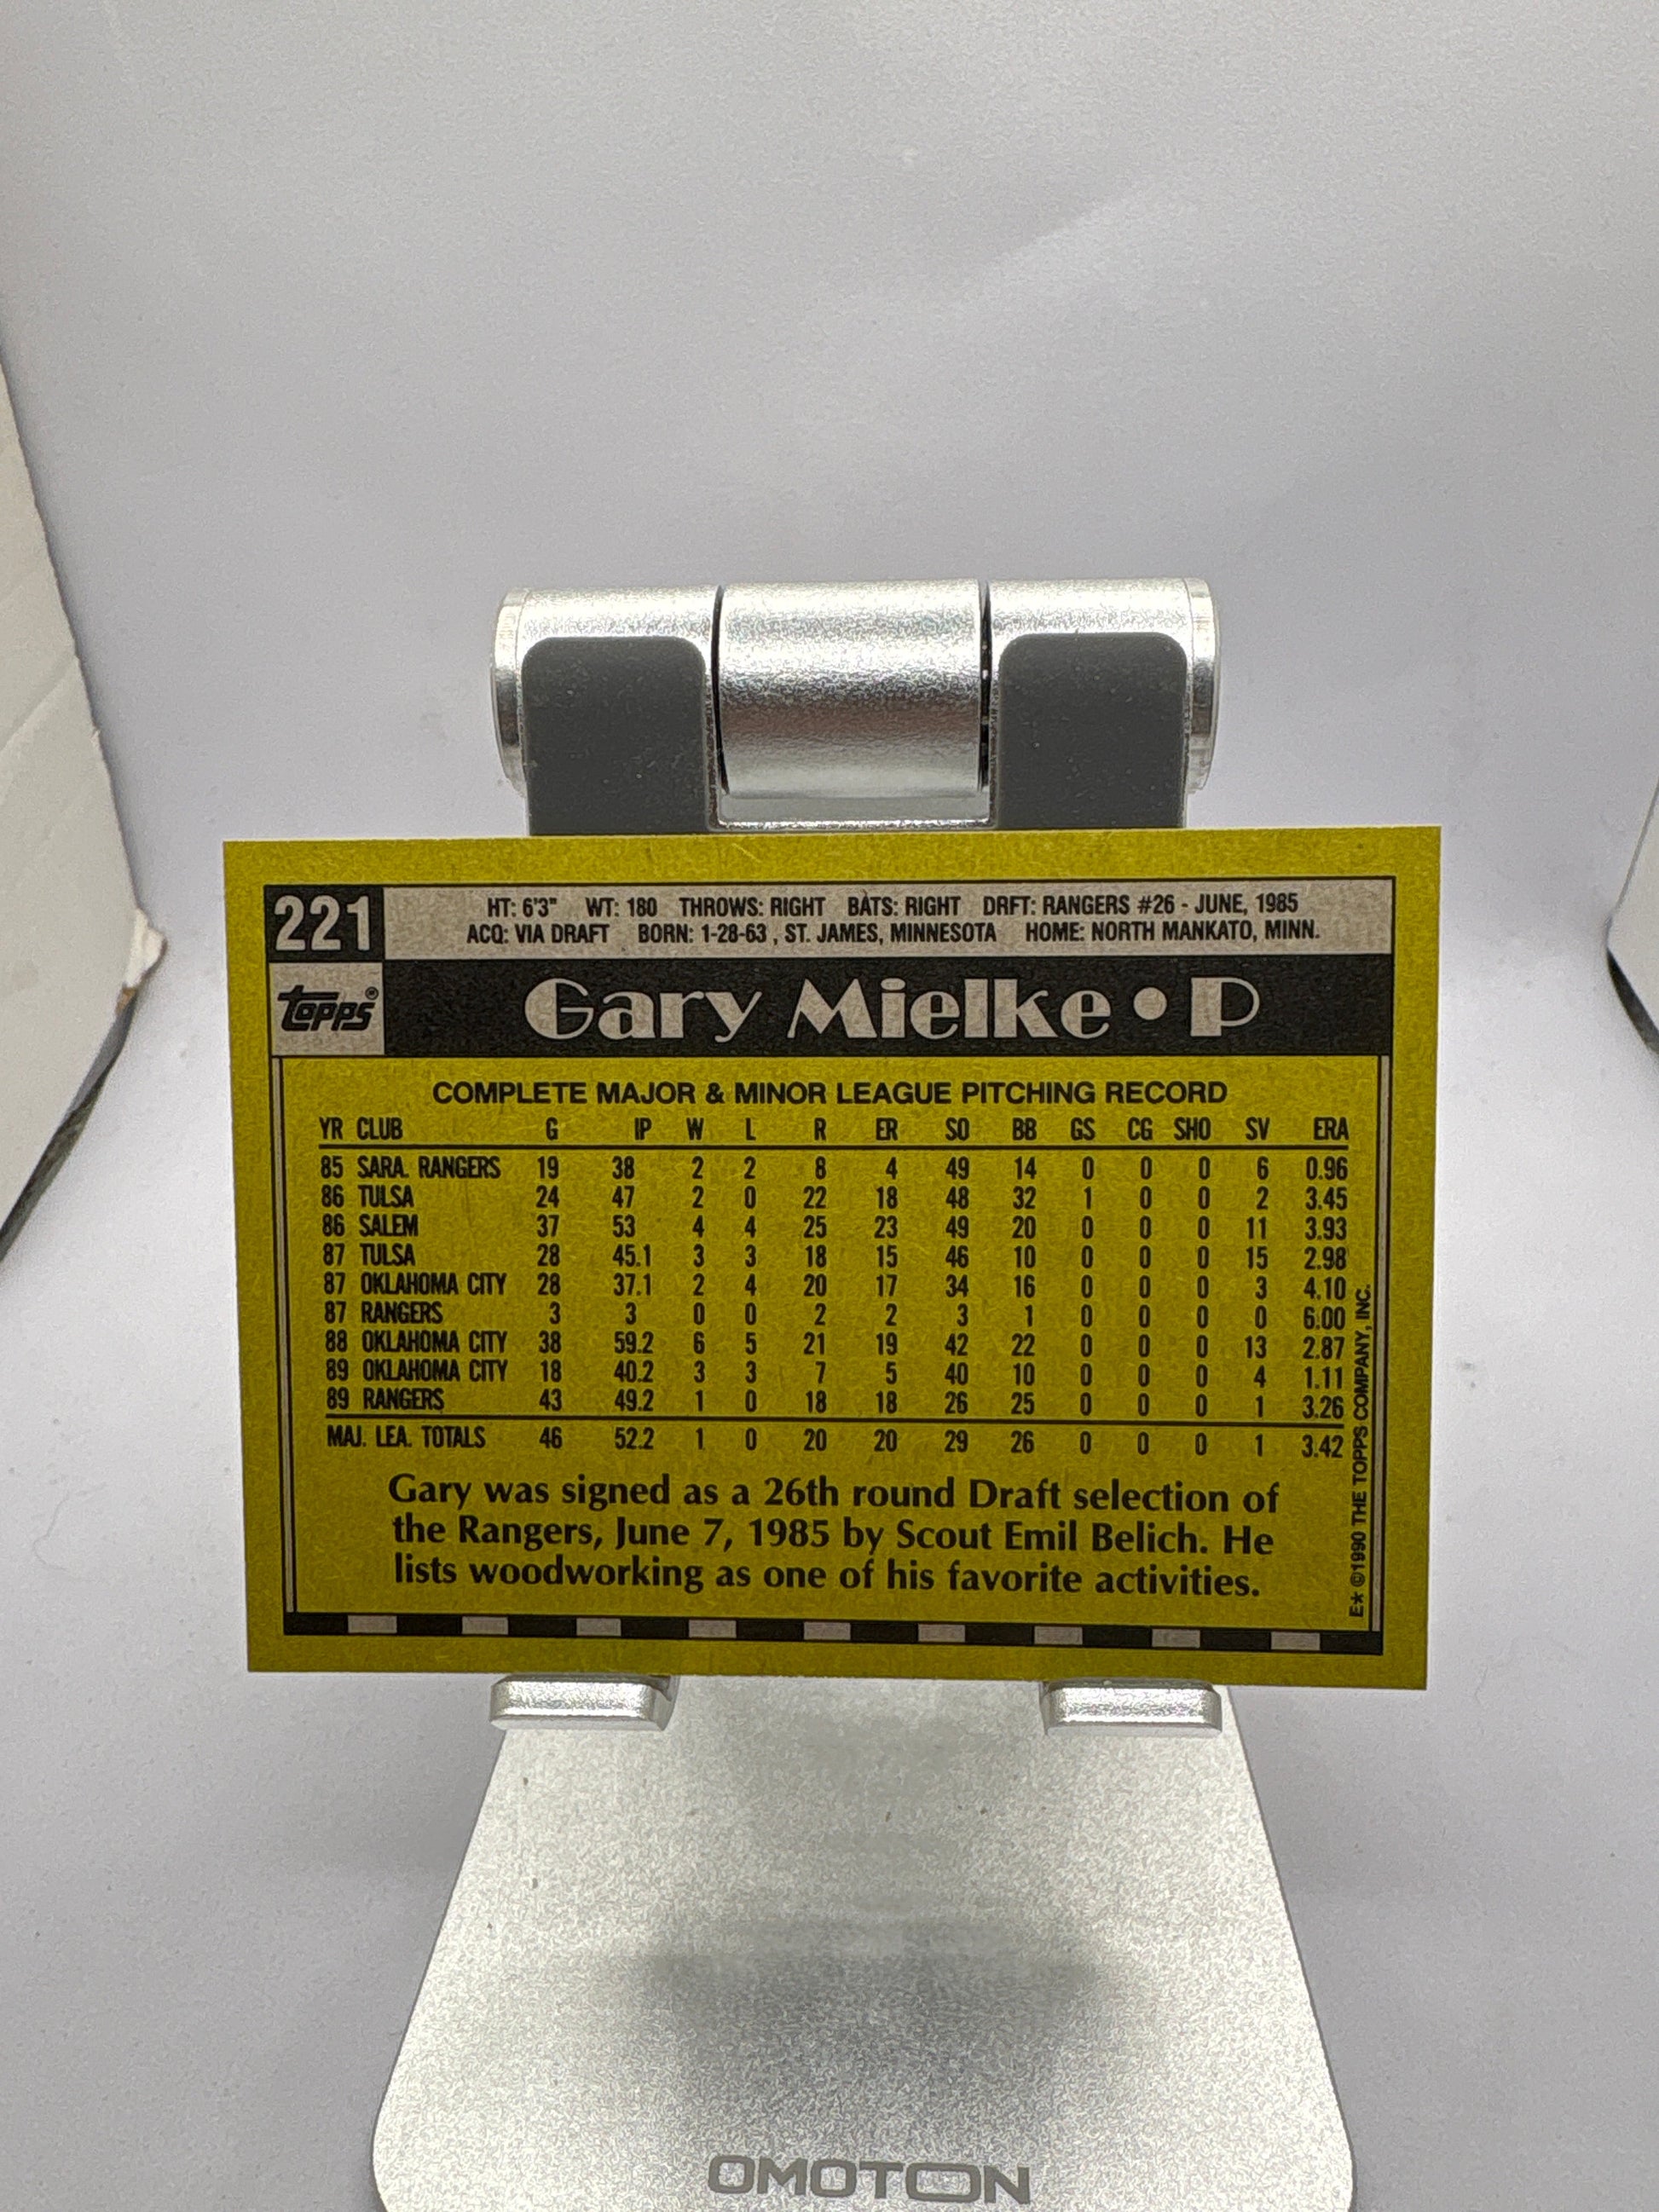 221
HT: 6'3" WT: 180 THROWS: RIGHT BATS: RIGHT DRFT: RANGERS #26 - JUNE, 1985
ACQ: VIA DRAFT BORN: 1-28-63 , ST. JAMES, MINNESOTA HOME: NORTH MANKATO, MINN.
topps®
Gary Mielke • P
COMPLETE MAJOR & MINOR LEAGUE PITCHING RECORD
YR CLUB G IP W L R ER SO BB GS CG SHO SV ERA
85 SARA. RANGERS 19 38 2 2 8 4 49 14 0 0 0 6 0.96
86 TULSA 24 47 2 0 22 18 48 32 1 0 0 2 3.45
86 SALEM 37 53 4 4 25 23 49 20 0 0 0 11 3.93
87 TULSA 28 45.1 3 3 18 15 46 10 0 0 0 15 2.98
87 OKLAHOMA CITY 28 37.1 2 4 20 17 34 16 0 0 0 3 4.10
87 RANGERS 3 3 0 0 2 2 3 1 0 0 0 0 6.00
88 OKLAHOMA CITY 38 59.2 6 5 21 19 42 22 0 0 0 13 2.87
89 OKLAHOMA CITY 18 40.2 3 3 7 5 40 10 0 0 0 4 1.11
89 RANGERS 43 49.2 1 0 18 18 26 25 0 0 0 1 3.26
MAJ. LEA. TOTALS 46 52.2 1 0 20 20 29 26 0 0 0 1 3.42
Gary was signed as a 26th round Draft selection of
the Rangers, June 7, 1985 by Scout Emil Belich. He
lists woodworking as one of his favorite activities.
E* ©1990 THE TOPPS COMPANY, INC.
OMOTON